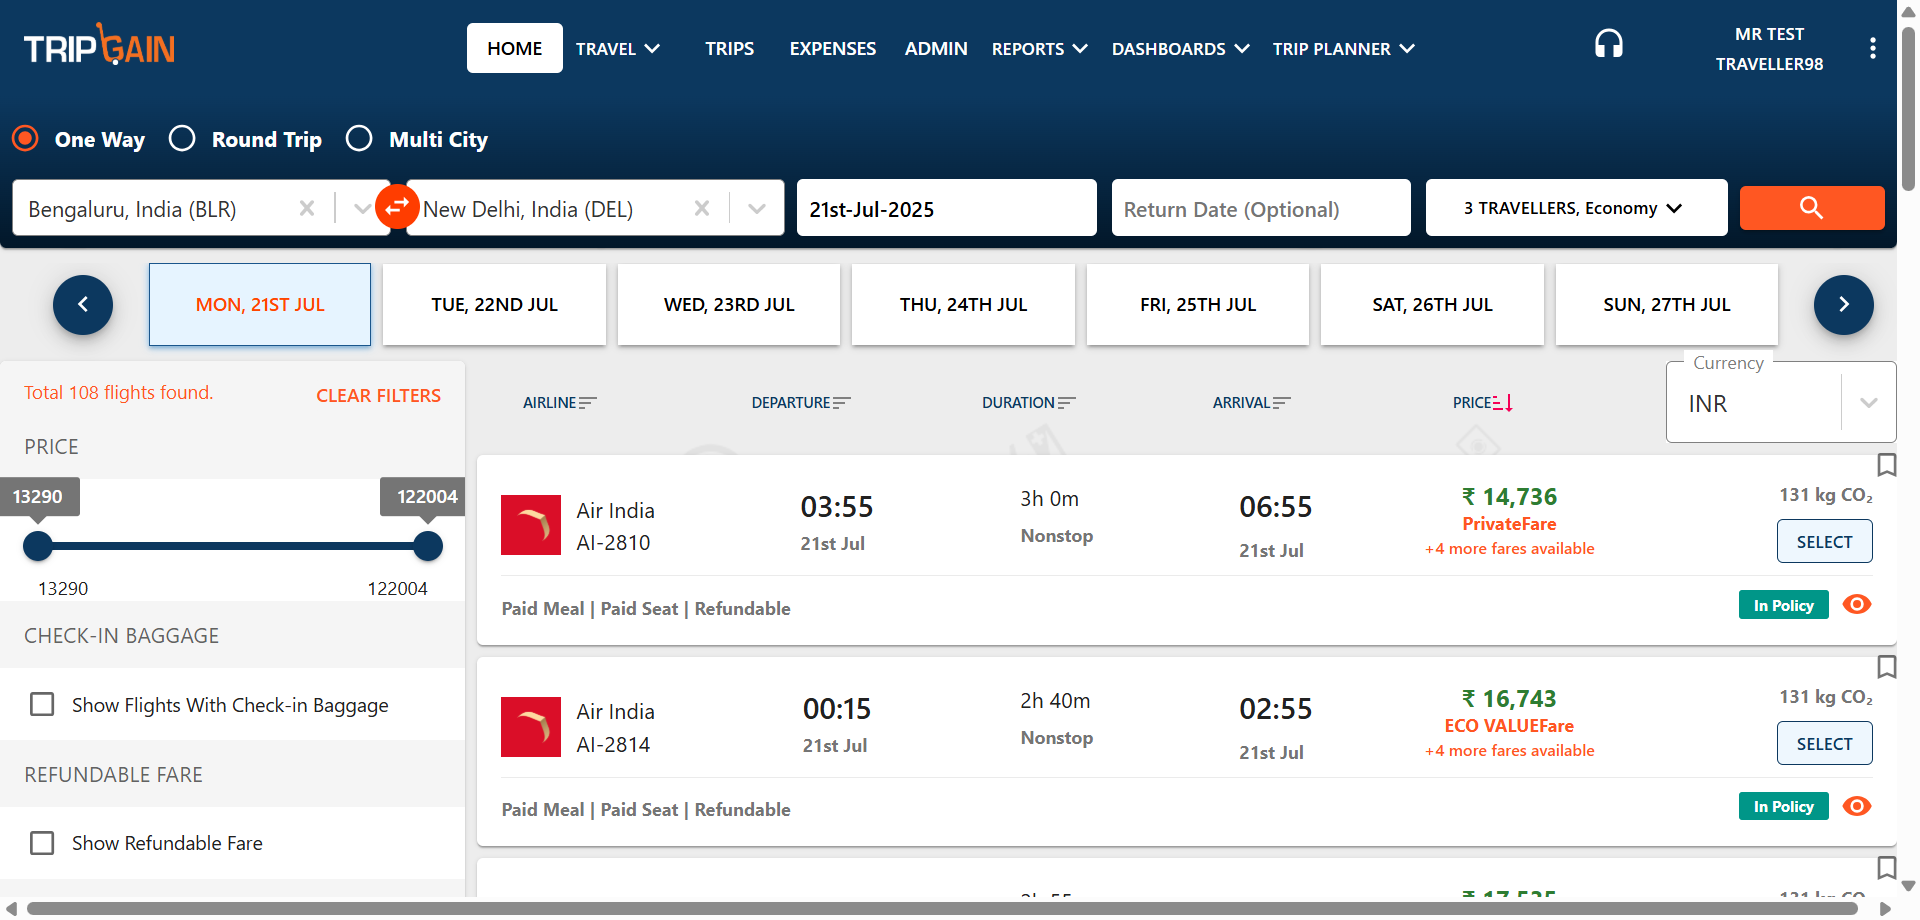 TRIPGAIN
HOME
TRAVEL
TRIPS
EXPENSES
ADMIN
REPORTS
DASHBOARDS
TRIP PLANNER
MR TEST
TRAVELLER98
One Way
Round Trip
Multi City
Bengaluru, India (BLR)
New Delhi, India (DEL)
21st-Jul-2025
Return Date (Optional)
3 TRAVELLERS, Economy
MON, 21ST JUL
TUE, 22ND JUL
WED, 23RD JUL
THU, 24TH JUL
FRI, 25TH JUL
SAT, 26TH JUL
SUN, 27TH JUL
Total 108 flights found.
CLEAR FILTERS
PRICE
13290
122004
13290
122004
CHECK-IN BAGGAGE
Show Flights With Check-in Baggage
REFUNDABLE FARE
Show Refundable Fare
AIRLINE
DEPARTURE
DURATION
ARRIVAL
PRICE
Currency
INR
Air India
AI-2810
03:55
21st Jul
3h 0m
Nonstop
06:55
21st Jul
₹ 14,736
PrivateFare
+4 more fares available
131 kg CO₂
SELECT
Paid Meal | Paid Seat | Refundable
In Policy
Air India
AI-2814
00:15
21st Jul
2h 40m
Nonstop
02:55
21st Jul
₹ 16,743
ECO VALUEFare
+4 more fares available
131 kg CO₂
SELECT
Paid Meal | Paid Seat | Refundable
In Policy